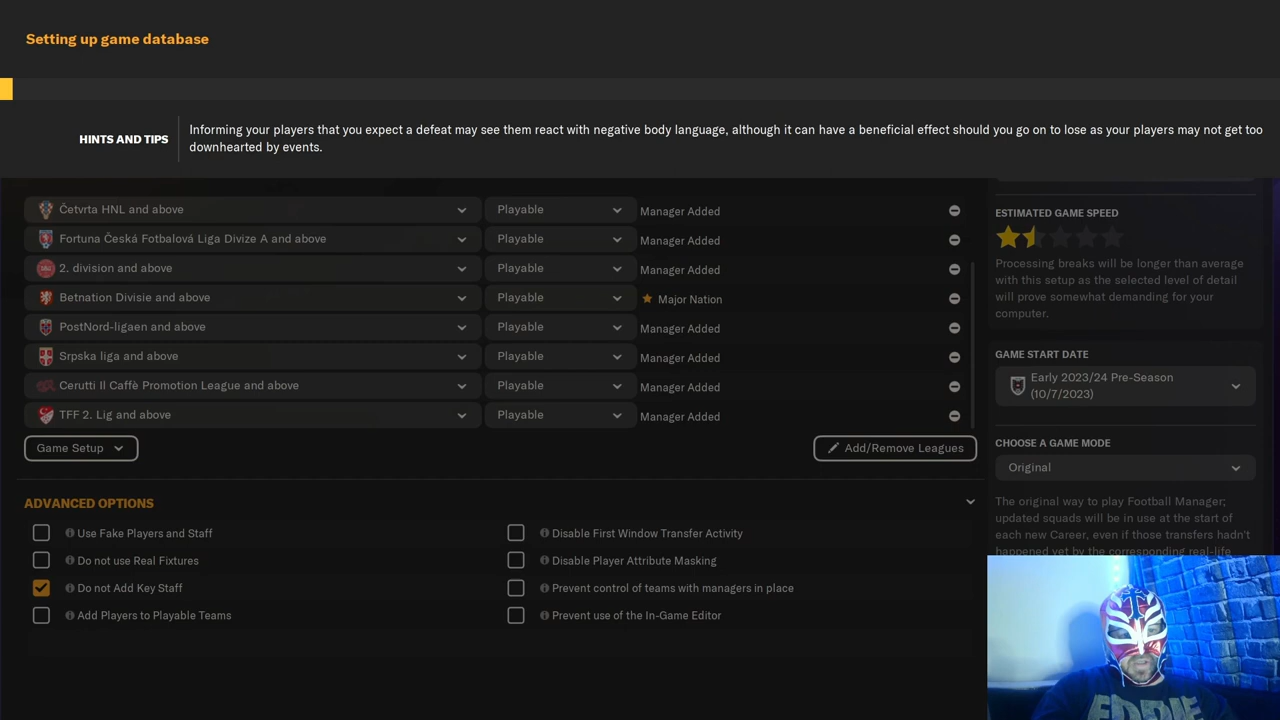 Setting up game database
HINTS AND TIPS
Informing your players that you expect a defeat may see them react with negative body language, although it can have a beneficial effect should you go on to lose as your players may not get too
downhearted by events.
Četvrta HNL and above Playable Manager Added
Fortuna Česká Fotbalová Liga Divize A and above Playable Manager Added
2. division and above Playable Manager Added
Betnation Divisie and above Playable Major Nation
PostNord-ligaen and above Playable Manager Added
Srpska liga and above Playable Manager Added
Cerutti Il Caffè Promotion League and above Playable Manager Added
TFF 2. Lig and above Playable Manager Added
Game Setup
Add/Remove Leagues
ADVANCED OPTIONS
Use Fake Players and Staff
Do not use Real Fixtures
Do not Add Key Staff
Add Players to Playable Teams
Disable First Window Transfer Activity
Disable Player Attribute Masking
Prevent control of teams with managers in place
Prevent use of the In-Game Editor
ESTIMATED GAME SPEED
Processing breaks will be longer than average
with this setup as the selected level of detail
will prove somewhat demanding for your
computer.
GAME START DATE
Early 2023/24 Pre-Season
(10/7/2023)
CHOOSE A GAME MODE
Original
The original way to play Football Manager;
updated squads will be in use at the start of
each new Career, even if those transfers hadn't
happened yet by the corresponding real-life
EDDIE